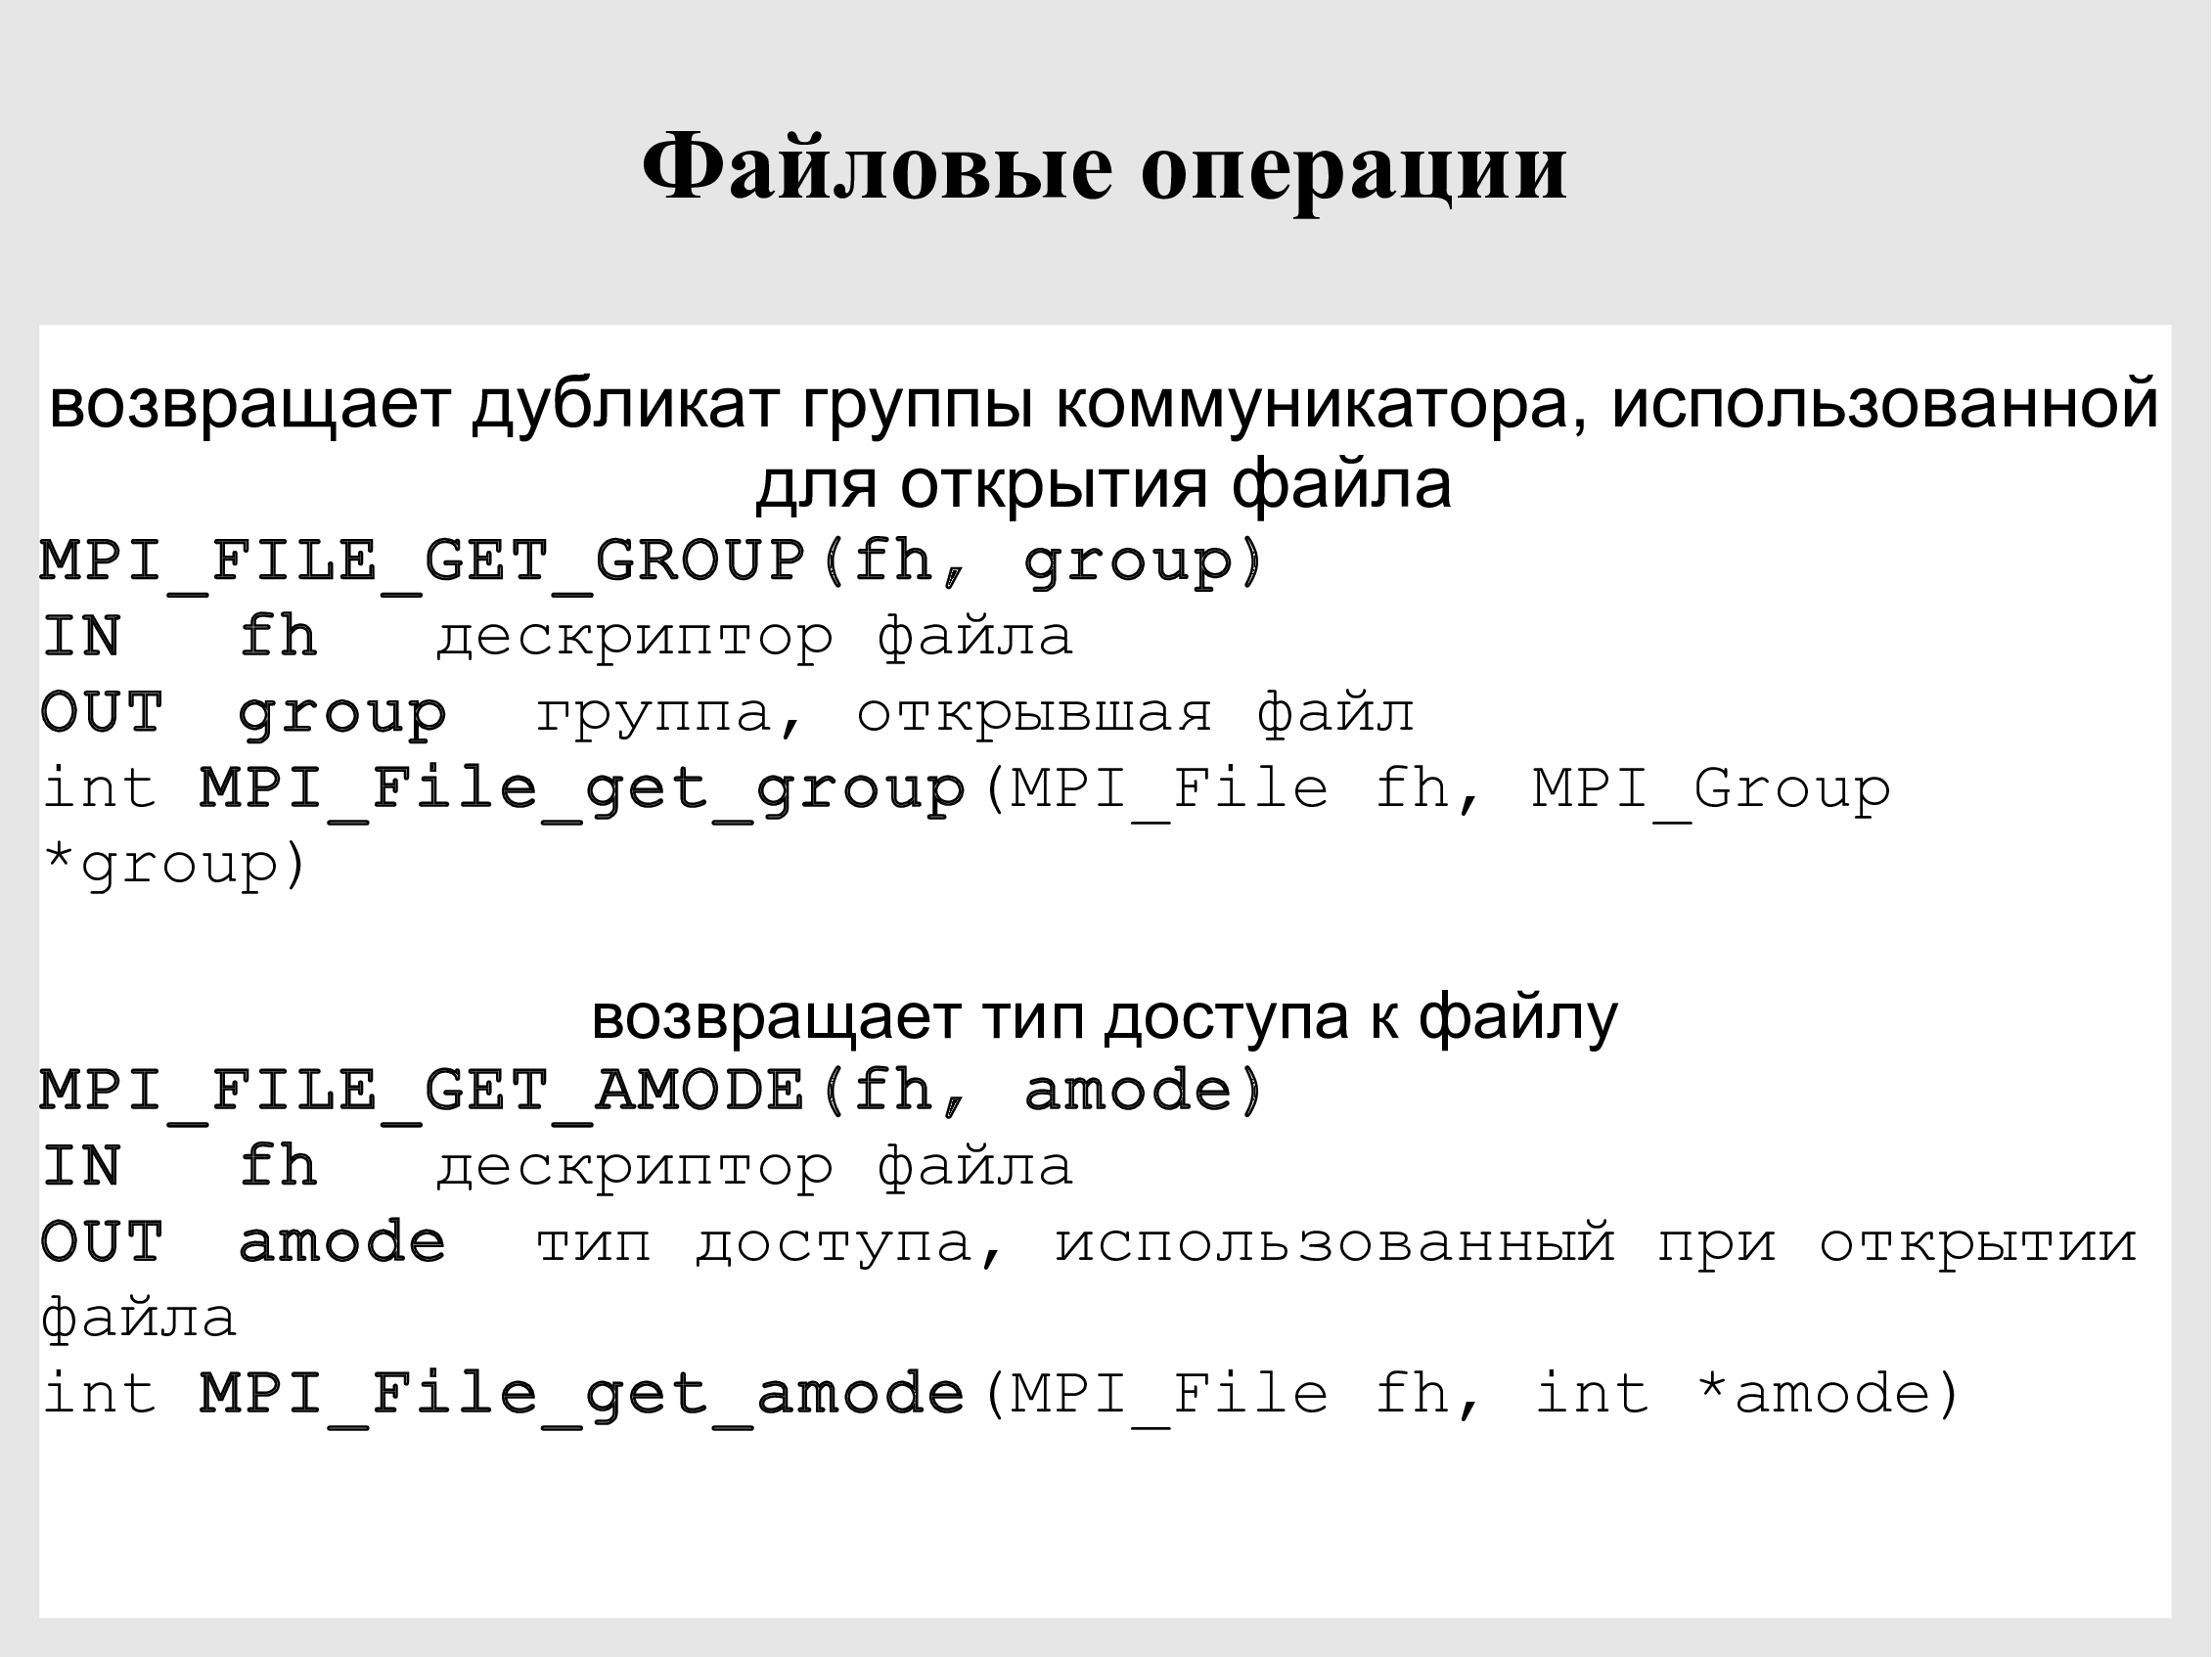 Файловые операции
возвращает дубликат группы коммуникатора, использованной
для открытия файла
MPI_FILE_GET_GROUP(fh, group)
IN fh дескриптор файла
OUT group группа, открывшая файл
int MPI_File_get_group(MPI_File fh, MPI_Group
*group)
возвращает тип доступа к файлу
MPI_FILE_GET_AMODE(fh, amode)
IN fh дескриптор файла
OUT amode тип доступа, использованный при открытии
файла
int MPI_File_get_amode(MPI_File fh, int *amode)